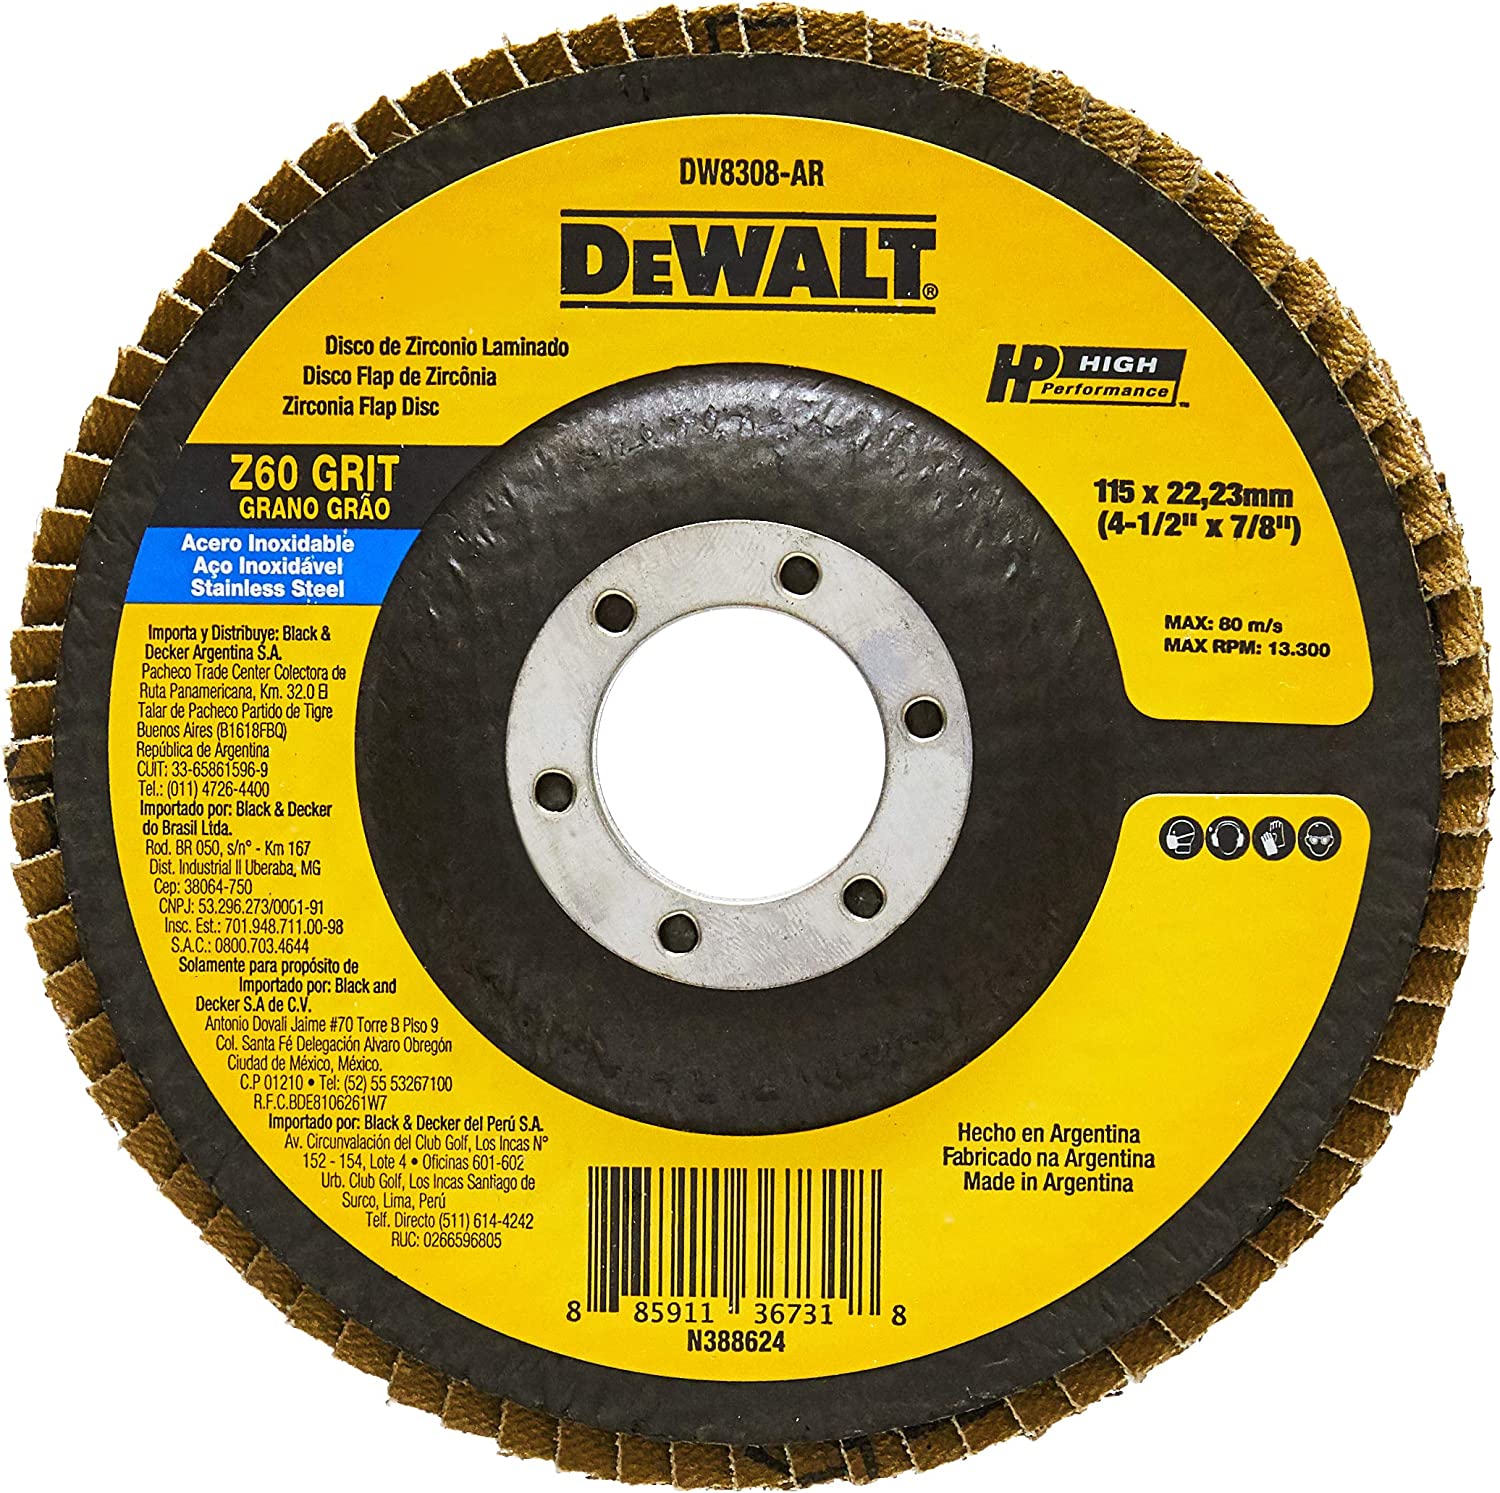 DW8308-AR
DEWALT®
Disco de Zirconio Laminado
Disco Flap de Zircônia
Zirconia Flap Disc
HP HIGH
Performance™
Z60 GRIT
GRANO GRÃO
Acero Inoxidable
Aço Inoxidável
Stainless Steel
115 x 22,23mm
(4-1/2" x 7/8")
MAX: 80 m/s
MAX RPM: 13.300
Importa y Distribuye: Black &
Decker Argentina S.A.
Pacheco Trade Center Colectora de
Ruta Panamericana, Km. 32.0 El
Talar de Pacheco Partido de Tigre
Buenos Aires (B1618FBQ)
República de Argentina
CUIT: 33-65861596-9
Tel.: (011) 4726-4400
Importado por: Black & Decker
do Brasil Ltda.
Rod. BR 050, s/n° - Km 167
Dist. Industrial II Uberaba, MG
Cep: 38064-750
CNPJ: 53.296.273/0001-91
Insc. Est.: 701.948.711.00-98
S.A.C.: 0800.703.4644
Solamente para propósito de
Importado por: Black and
Decker S.A de C.V.
Antonio Dovali Jaime #70 Torre B Piso 9
Col. Santa Fé Delegación Alvaro Obregón
Ciudad de México, México.
C.P 01210 • Tel: (52) 55 53267100
R.F.C.BDE8106261W7
Importado por: Black & Decker del Perú S.A.
Av. Circunvalación del Club Golf, Los Incas N°
152 - 154, Lote 4 • Oficinas 601-602
Urb. Club Golf, Los Incas Santiago de
Surco, Lima, Perú
Telf. Directo (511) 614-4242
RUC: 0266596805
Hecho en Argentina
Fabricado na Argentina
Made in Argentina
8 85911 36731 8
N388624